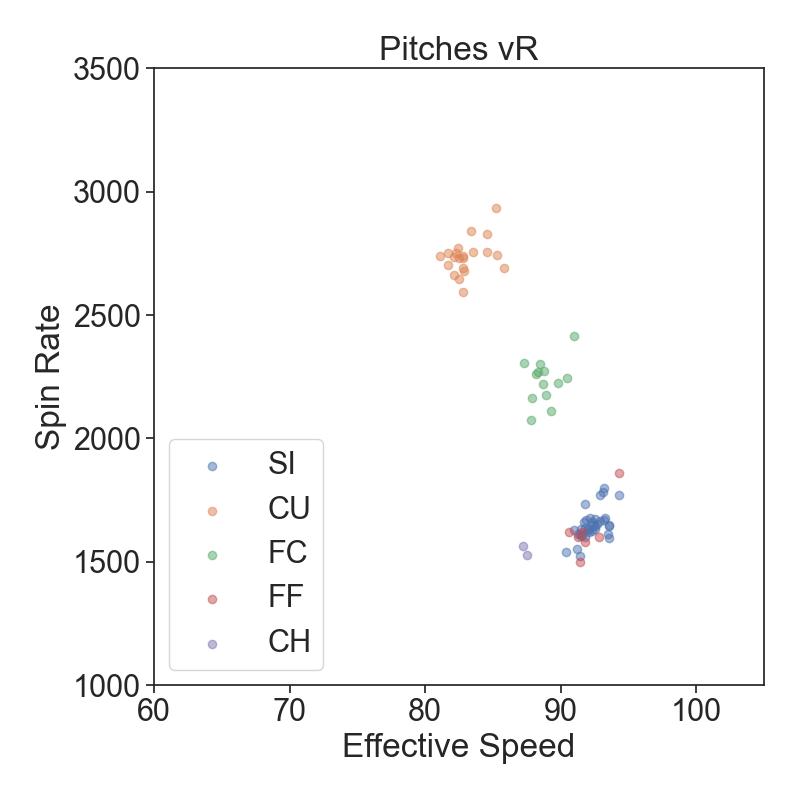 Pitches vR
3500
3000
2500
2000
1500
1000
Spin Rate
SI
CU
FC
FF
CH
60 70 80 90 100
Effective Speed